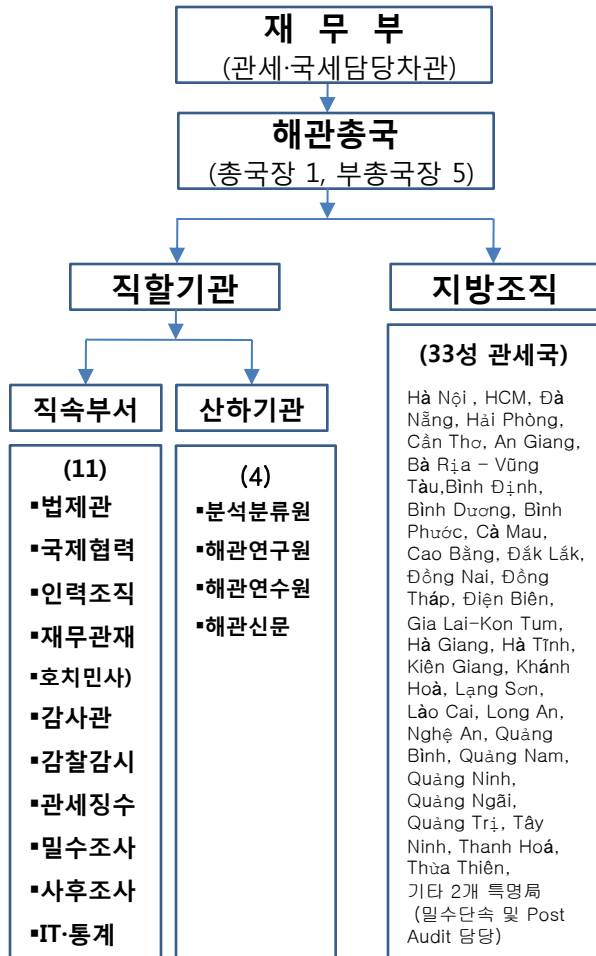 재 무 부
(관세·국세담당차관)
해관총국
(총국장 1, 부총국장 5)
직할기관
지방조직
직속부서
산하기관
(11)
▪법제관
▪국제협력
▪인력조직
▪재무관재
▪호치민사)
▪감사관
▪감찰감시
▪관세징수
▪밀수조사
▪사후조사
▪IT·통계
(4)
▪분석분류원
▪해관연구원
▪해관연수원
▪해관신문
(33성 관세국)
Hà Nội , HCM, Đà
Nẵng, Hải Phòng,
Cần Thơ, An Giang,
Bà Rịa – Vũng
Tàu,Bình Định,
Bình Dương, Bình
Phước, Cà Mau,
Cao Bằng, Đắk Lắk,
Đồng Nai, Đồng
Tháp, Điện Biên,
Gia Lai-Kon Tum,
Hà Giang, Hà Tĩnh,
Kiên Giang, Khánh
Hoà, Lạng Sơn,
Lào Cai, Long An,
Nghệ An, Quảng
Bình, Quảng Nam,
Quảng Ninh,
Quảng Ngãi,
Quảng Trị, Tây
Ninh, Thanh Hoá,
Thừa Thiên,
기타 2개 특명局
(밀수단속 및 Post
Audit 담당)